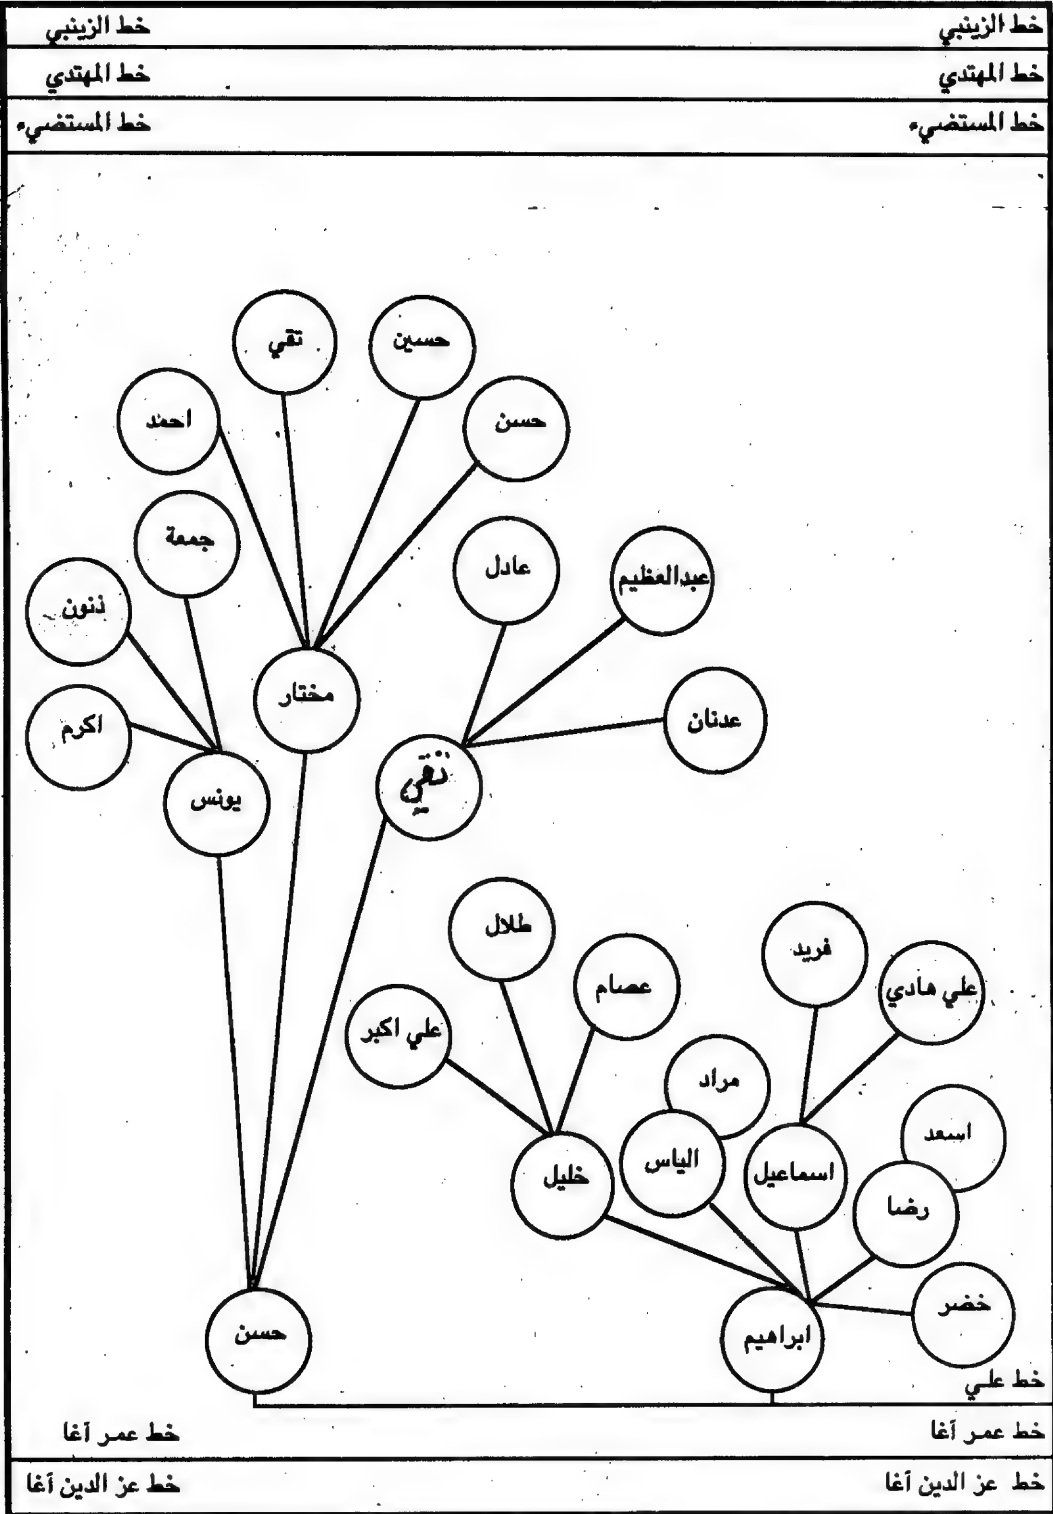 خط الزينبي
خط الزينبي
خط المهتدي
خط المهتدي
خط المستضيء
خط المستضيء
حسين
تقي
حسن
احمد
جمعة
عبدالعظيم
عادل
ذنون
عدنان
مختار
اكرم
تقي
يونس
طلال
فريد
علي هادي
عصام
علي اكبر
مراد
اسعد
الياس
اسماعيل
خليل
رضا
خضر
ابراهيم
حسن
خط علي
خط عمر آغا
خط عمر آغا
خط عز الدين آغا
خط عز الدين آغا